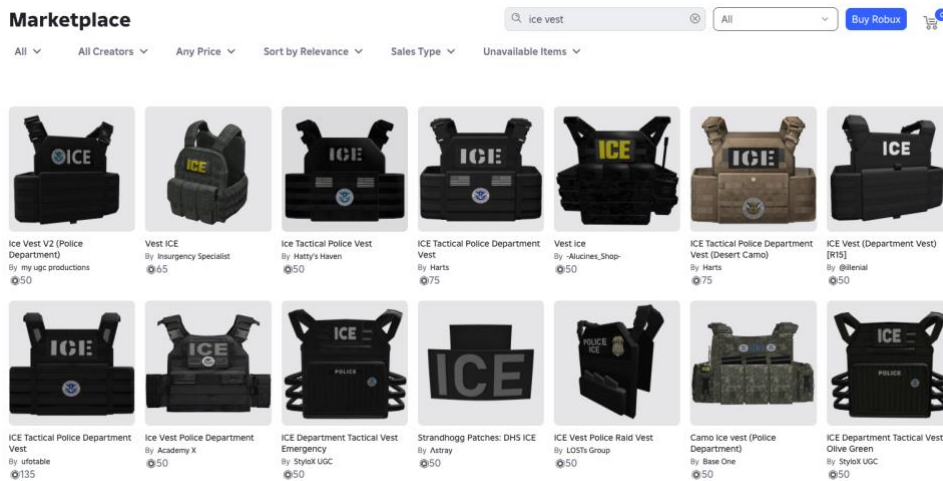 Marketplace
ice vest
All
Buy Robux
All
All Creators
Any Price
Sort by Relevance
Sales Type
Unavailable Items
ICE
ICE
ICE
ICE
ICE
ICE
ICE
Ice Vest V2 (Police
Department)
By my ugc productions
50
Vest ICE
By Insurgency Specialist
65
Ice Tactical Police Vest
By Hatty's Haven
50
ICE Tactical Police Department
Vest
By Harts
75
Vest ice
By -Alucines_Shop-
50
ICE Tactical Police Department
Vest (Desert Camo)
By Harts
75
ICE Vest (Department Vest)
[R15]
By @illenial
50
ICE
ICE
ICE
POLICE
ICE
POLICE
ICE
ICE
POLICE
ICE Tactical Police Department
Vest
By ufotable
135
Ice Vest Police Department
By Academy X
50
ICE Department Tactical Vest
Emergency
By StyloX UGC
50
Strandhogg Patches: DHS ICE
By Λstray
50
ICE Vest Police Raid Vest
By LOSTs Group
50
Camo Ice vest (Police
Department)
By Base One
50
ICE Department Tactical Vest
Olive Green
By StyloX UGC
50